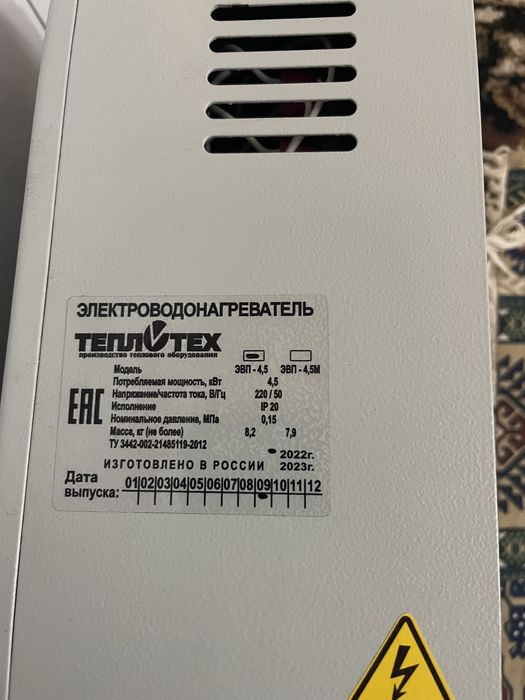 ЭЛЕКТРОВОДОНАГРЕВАТЕЛЬ
ТЕПЛОТЕХ
производство теплового оборудования
Модель ЭВП - 4,5 ЭВП - 4,5М
Потребляемая мощность, кВт 4,5
Напряжение/частота тока, В/Гц 220 / 50
Исполнение IP 20
Номинальное давление, МПа 0,15
Масса, кг (не более) 8,2 7,9
ТУ 3442-002-21485119-2012
ЕАС
2022г.
ИЗГОТОВЛЕНО В РОССИИ 2023г.
Дата выпуска: 01|02|03|04|05|06|07|08|09|10|11|12